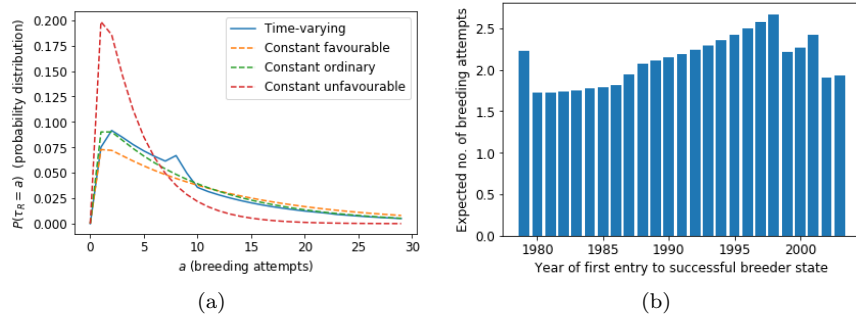 0.200
0.175
0.150
0.125
0.100
0.075
0.050
0.025
0.000
P(τ_R = a) (probability distribution)
Time-varying
Constant favourable
Constant ordinary
Constant unfavourable
0 5 10 15 20 25 30
a (breeding attempts)
(a)
2.5
2.0
1.5
1.0
0.5
0.0
Expected no. of breeding attempts
1980 1985 1990 1995 2000
Year of first entry to successful breeder state
(b)